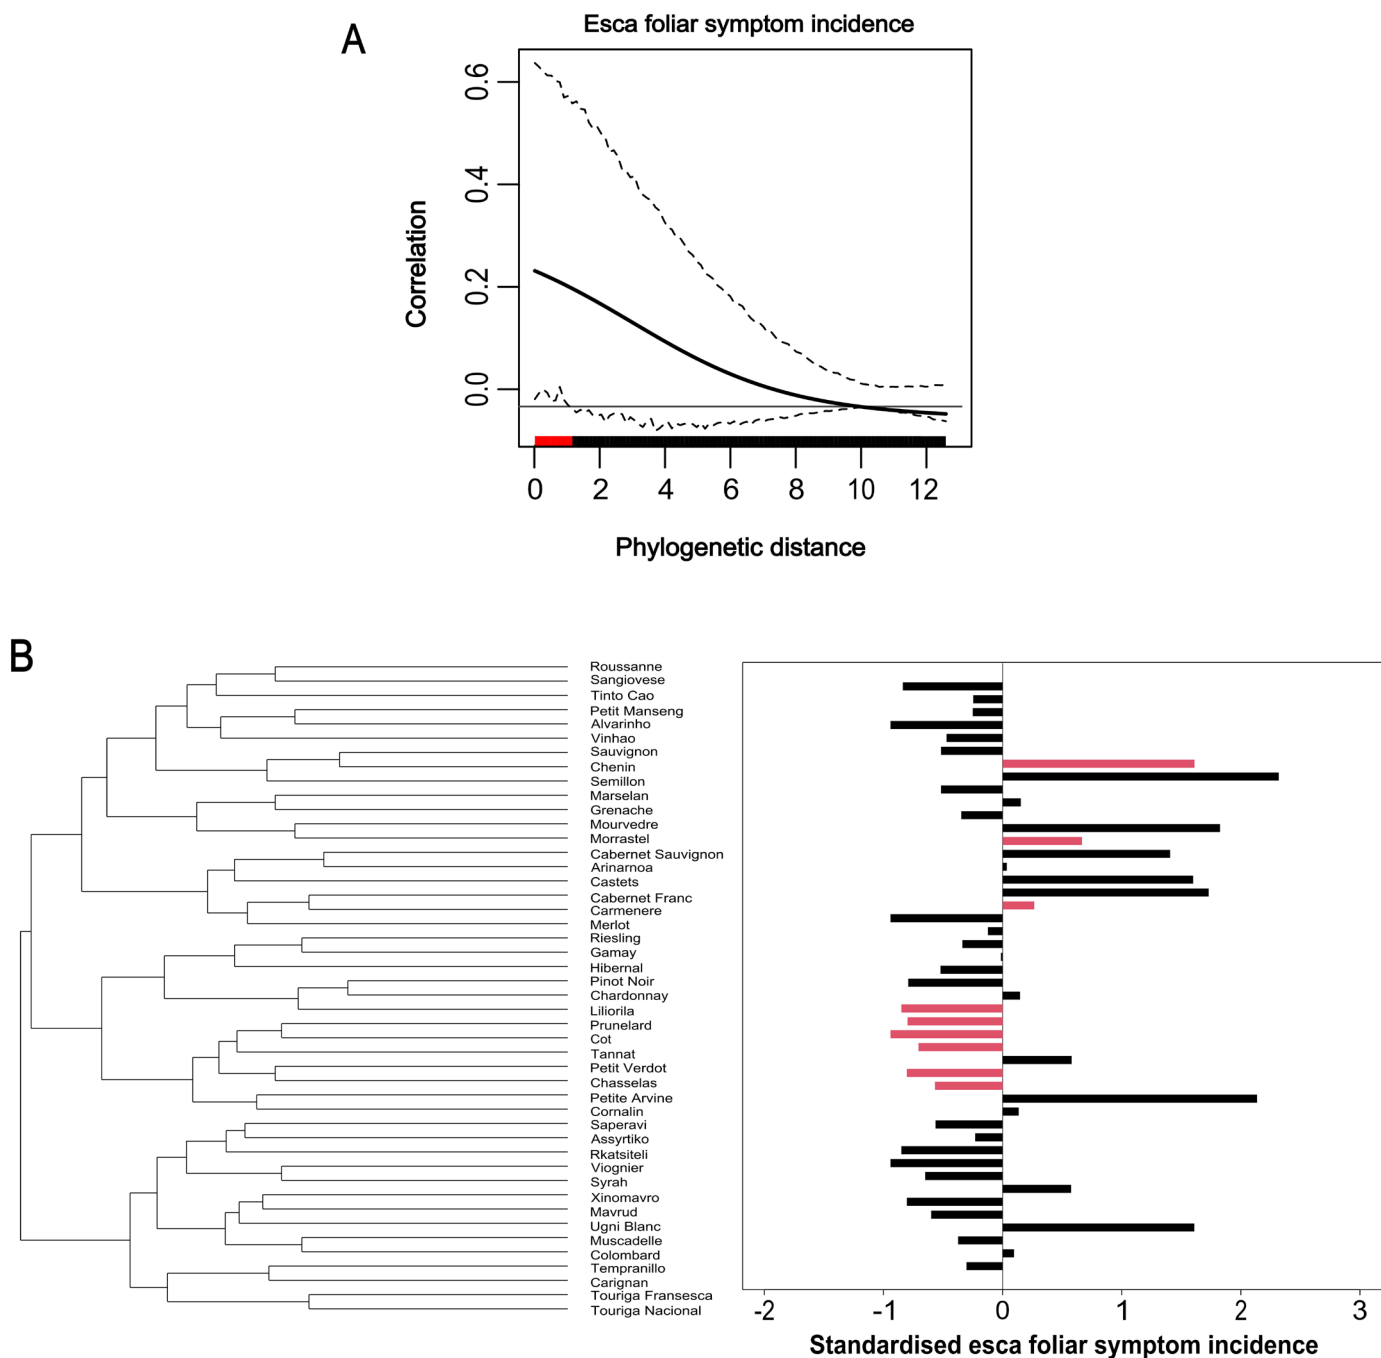 A
Esca foliar symptom incidence
0.6
0.4
0.2
0.0
Correlation
0 2 4 6 8 10 12
Phylogenetic distance
B
Roussanne
Sangiovese
Tinto Cao
Petit Manseng
Alvarinho
Vinhao
Sauvignon
Chenin
Semillon
Marselan
Grenache
Mourvedre
Morrastel
Cabernet Sauvignon
Arinarnoa
Castets
Cabernet Franc
Carmenere
Merlot
Riesling
Gamay
Hibernal
Pinot Noir
Chardonnay
Liliorila
Prunelard
Cot
Tannat
Petit Verdot
Chasselas
Petite Arvine
Cornalin
Saperavi
Assyrtiko
Rkatsiteli
Viognier
Syrah
Xinomavro
Mavrud
Ugni Blanc
Muscadelle
Colombard
Tempranillo
Carignan
Touriga Fransesca
Touriga Nacional
-2 -1 0 1 2 3
Standardised esca foliar symptom incidence